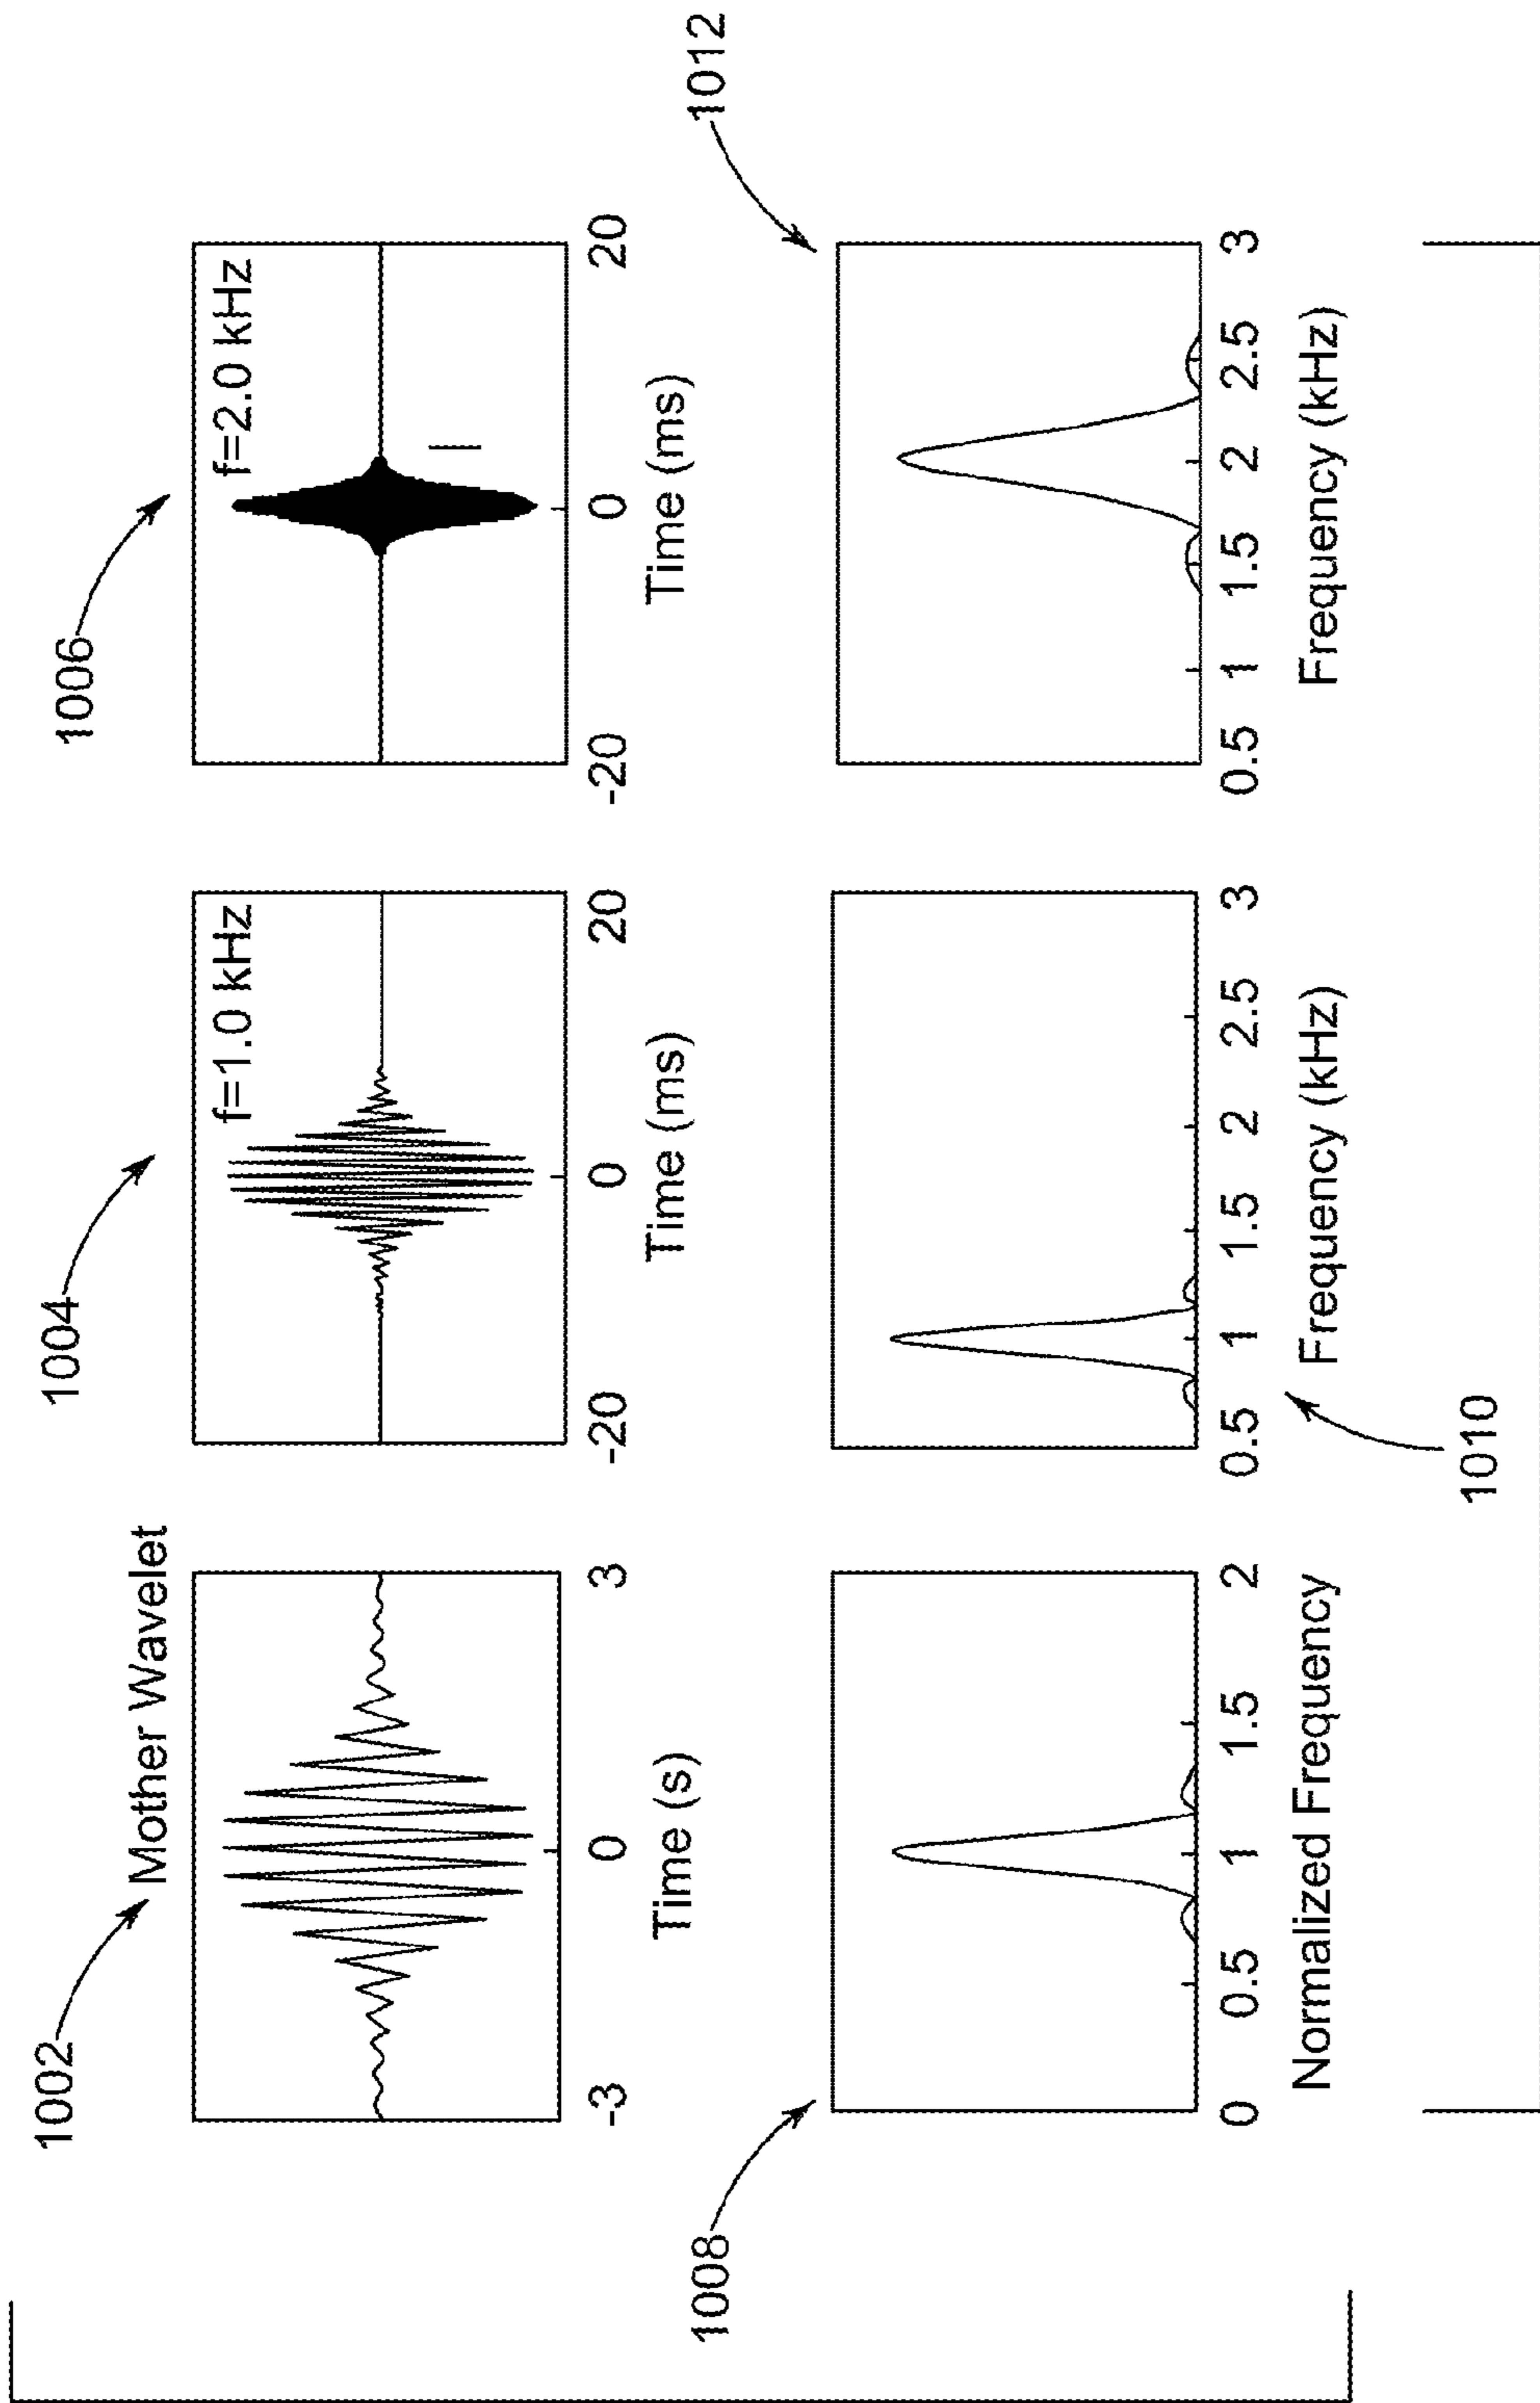 1002
Mother Wavelet
-3 0 3
Time (s)
1004
f=1.0 kHz
-20 0 20
Time (ms)
1006
f=2.0 kHz
-20 0 20
Time (ms)
1008
0 0.5 1 1.5 2
Normalized Frequency
0.5 1 1.5 2 2.5 3
Frequency (kHz)
1010
1012
0.5 1 1.5 2 2.5 3
Frequency (kHz)